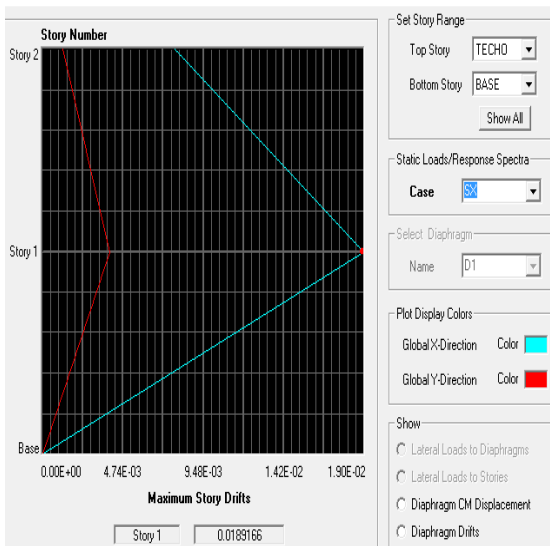 Story Number
Story 2
Story 1
Base
0.00E+00 4.74E-03 9.48E-03 1.42E-02 1.90E-02
Maximum Story Drifts
Story 1 0.0189166
Set Story Range
Top Story TECHO
Bottom Story BASE
Show All
Static Loads/Response Spectra
Case SX
Select Diaphragm
Name D1
Plot Display Colors
Global X-Direction Color
Global Y-Direction Color
Show
Lateral Loads to Diaphragms
Lateral Loads to Stories
Diaphragm CM Displacement
Diaphragm Drifts